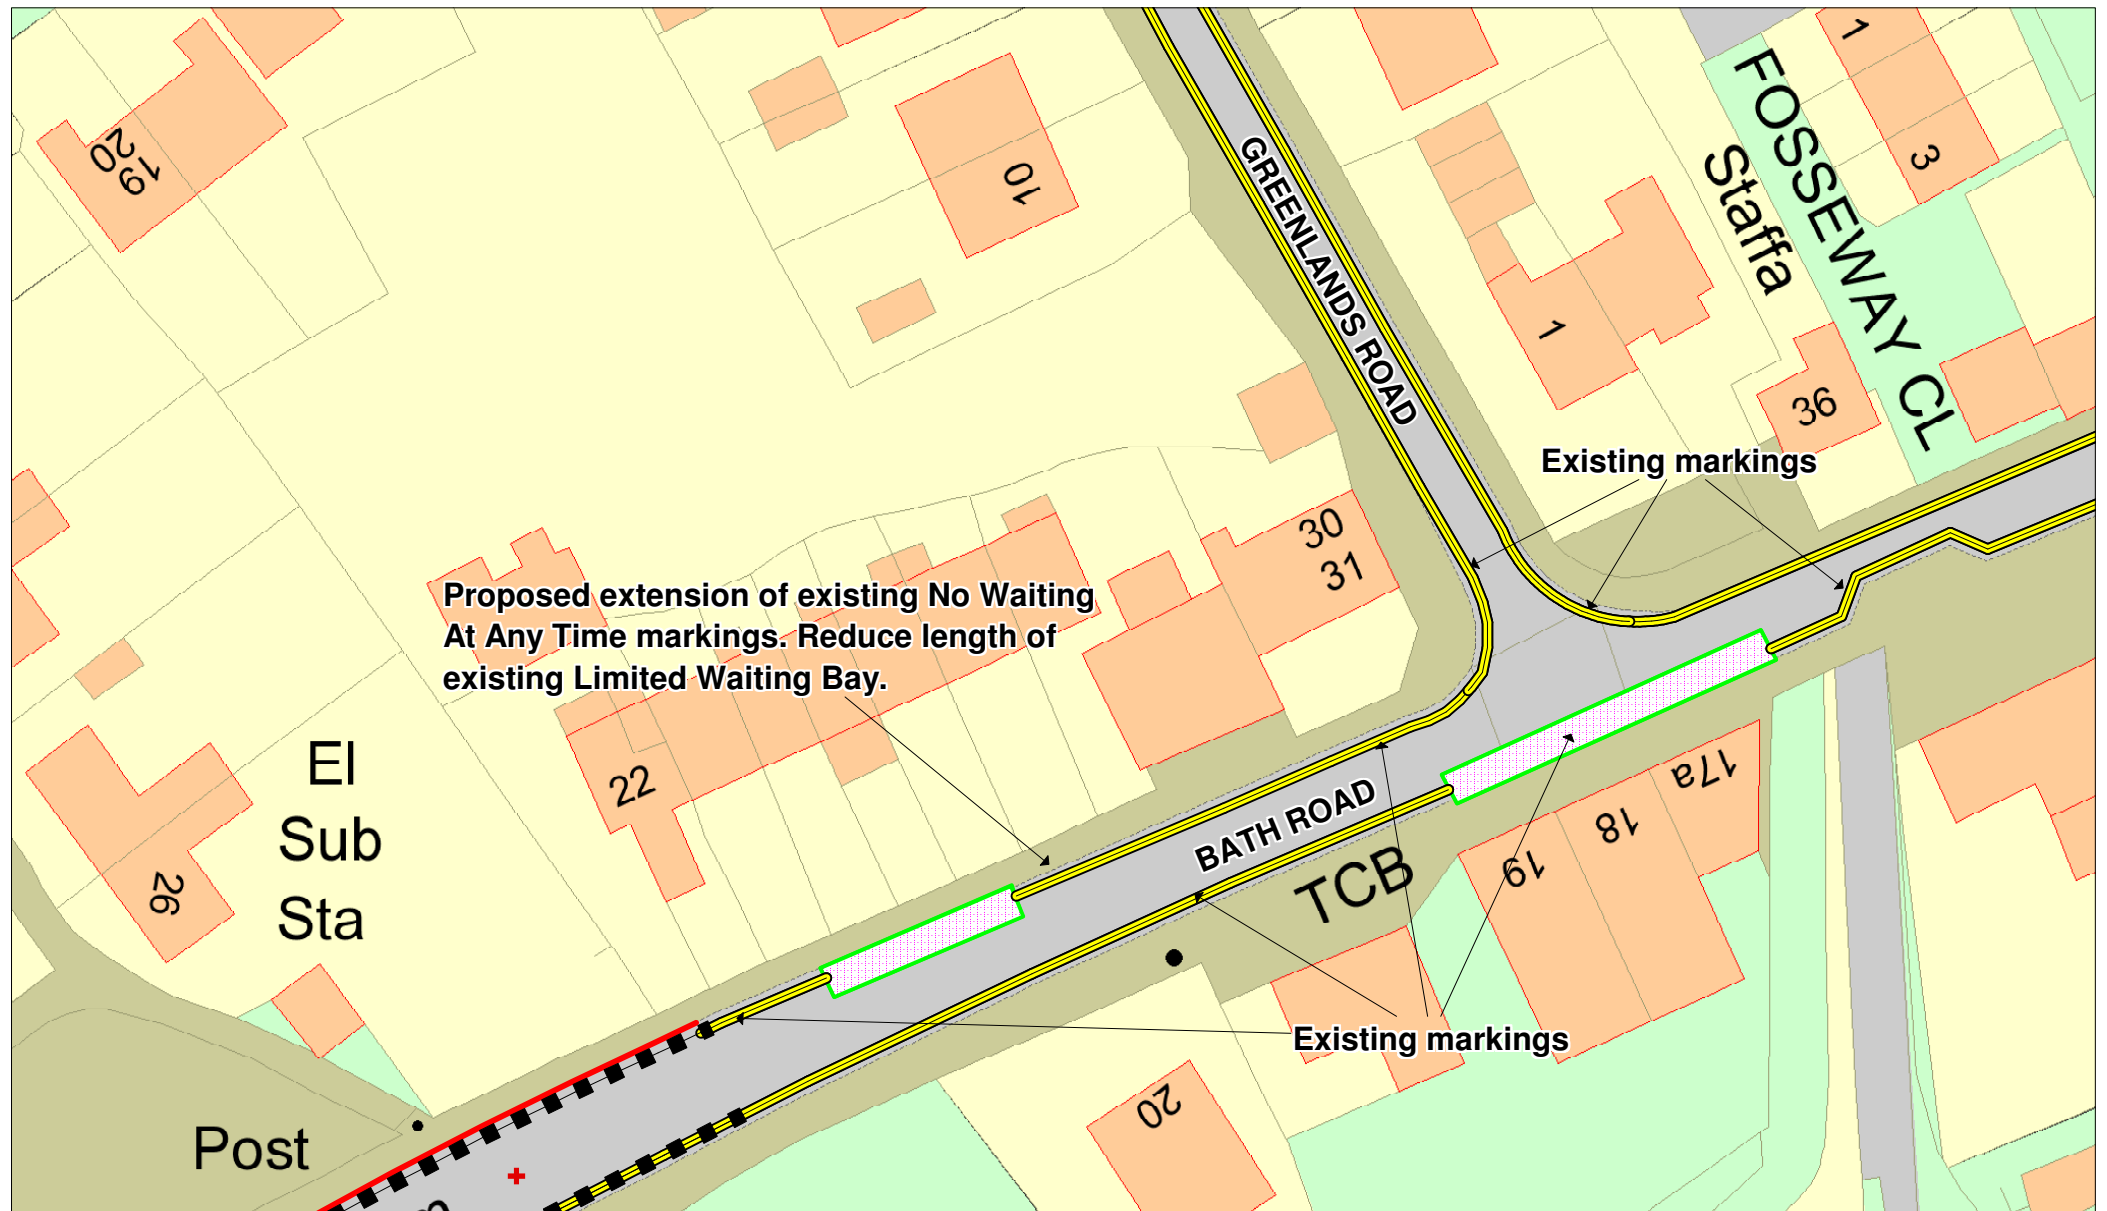 1
FOSSEWAY CL
20
19
3
10
GREENLANDS ROAD
Staffa
1
36
Existing markings
30
31
Proposed extension of existing No Waiting
At Any Time markings. Reduce length of
existing Limited Waiting Bay.
El
Sub
Sta
22
17a
18
19
BATH ROAD
TCB
26
Existing markings
20
Post